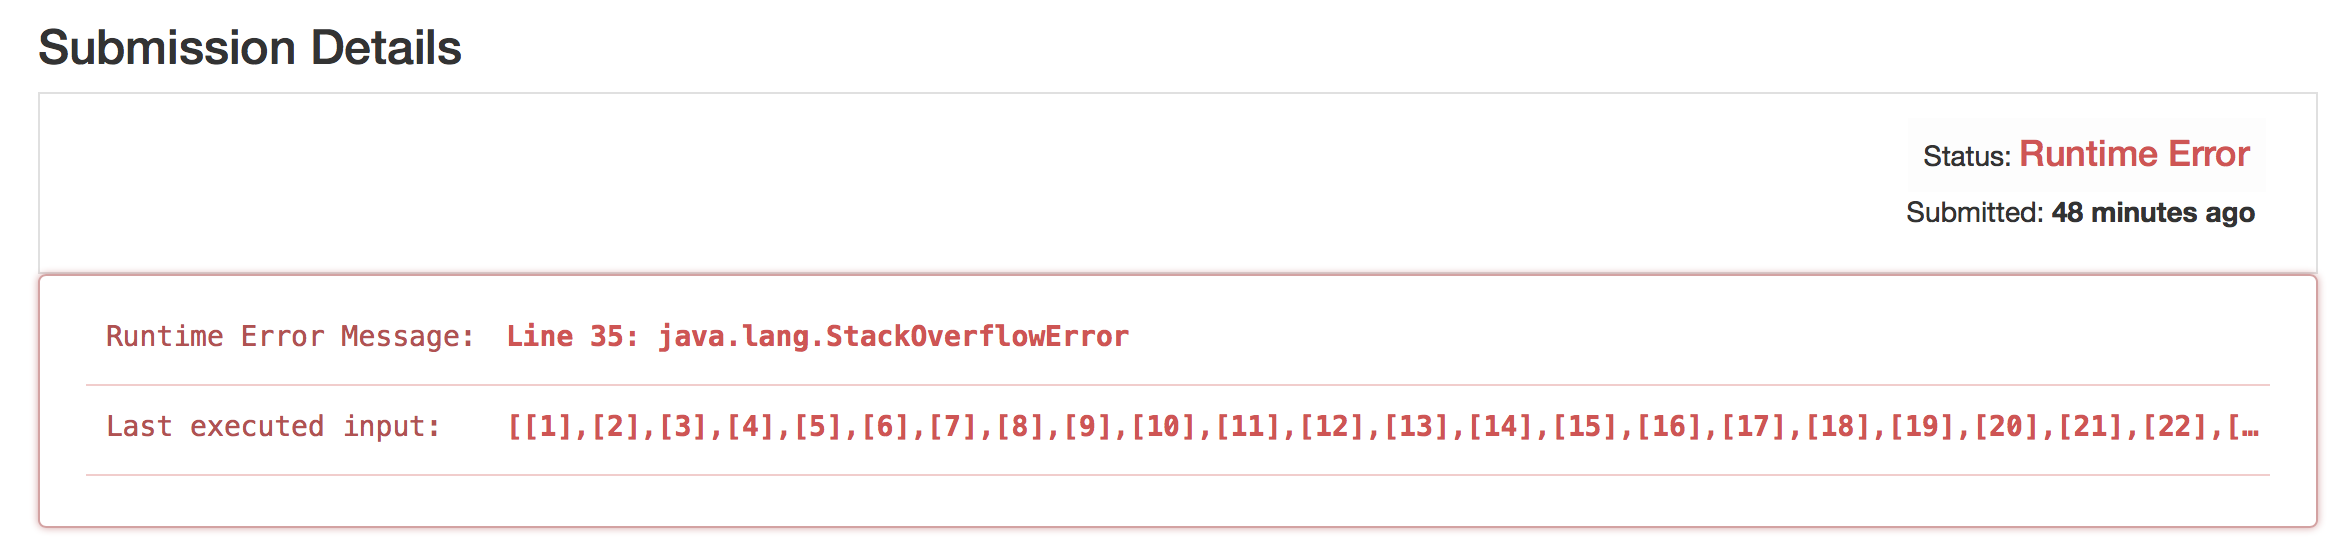 Submission Details
Status: Runtime Error
Submitted: 48 minutes ago
Runtime Error Message: Line 35: java.lang.StackOverflowError
Last executed input: [[1],[2],[3],[4],[5],[6],[7],[8],[9],[10],[11],[12],[13],[14],[15],[16],[17],[18],[19],[20],[21],[22],[…